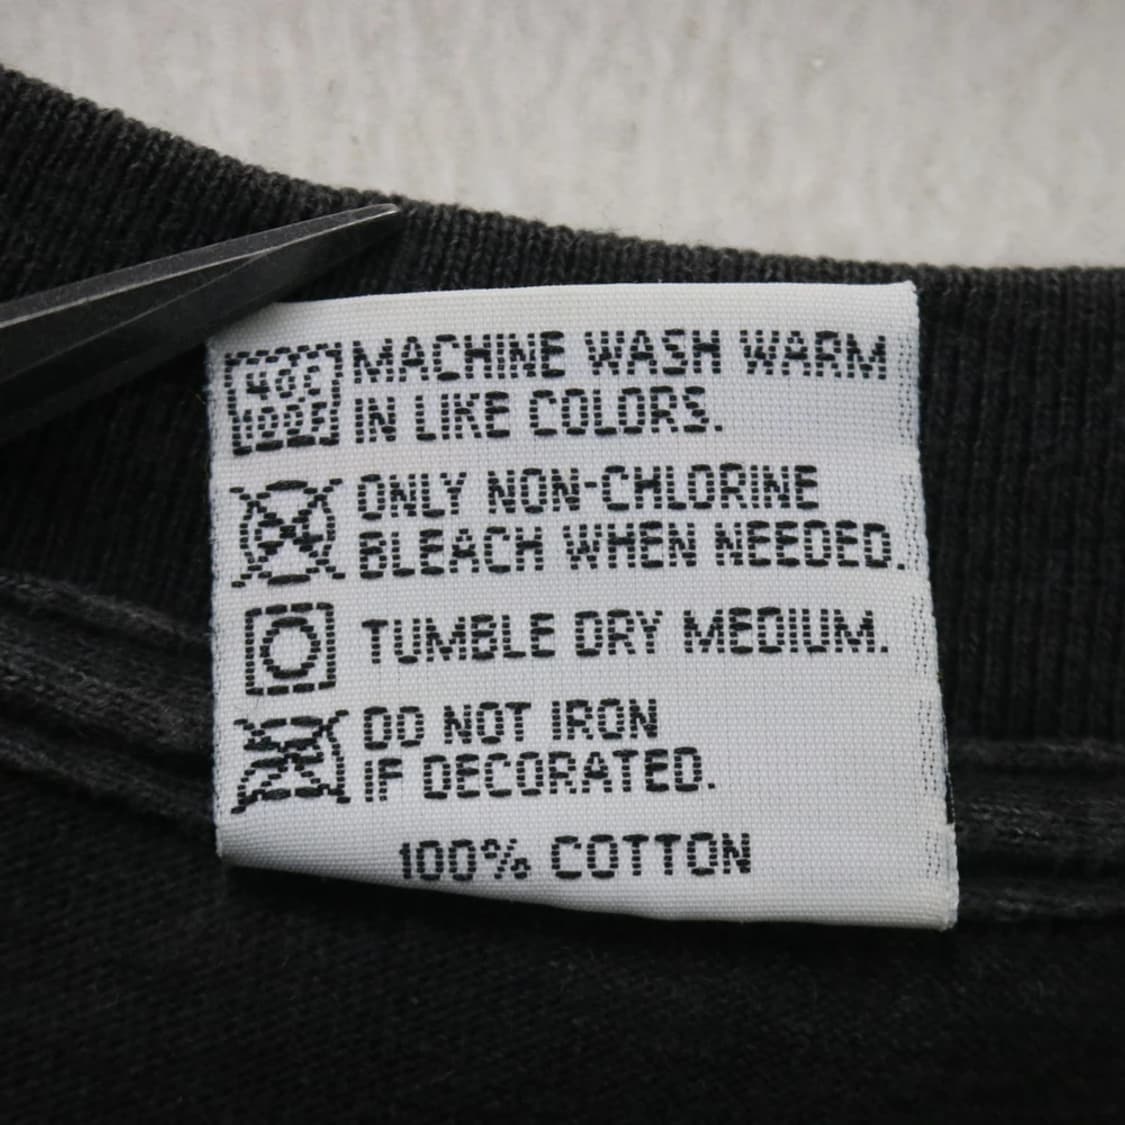 MACHINE WASH WARM
IN LIKE COLORS.
40C
100F
ONLY NON-CHLORINE
BLEACH WHEN NEEDED.
TUMBLE DRY MEDIUM.
DO NOT IRON
IF DECORATED.
100% COTTON